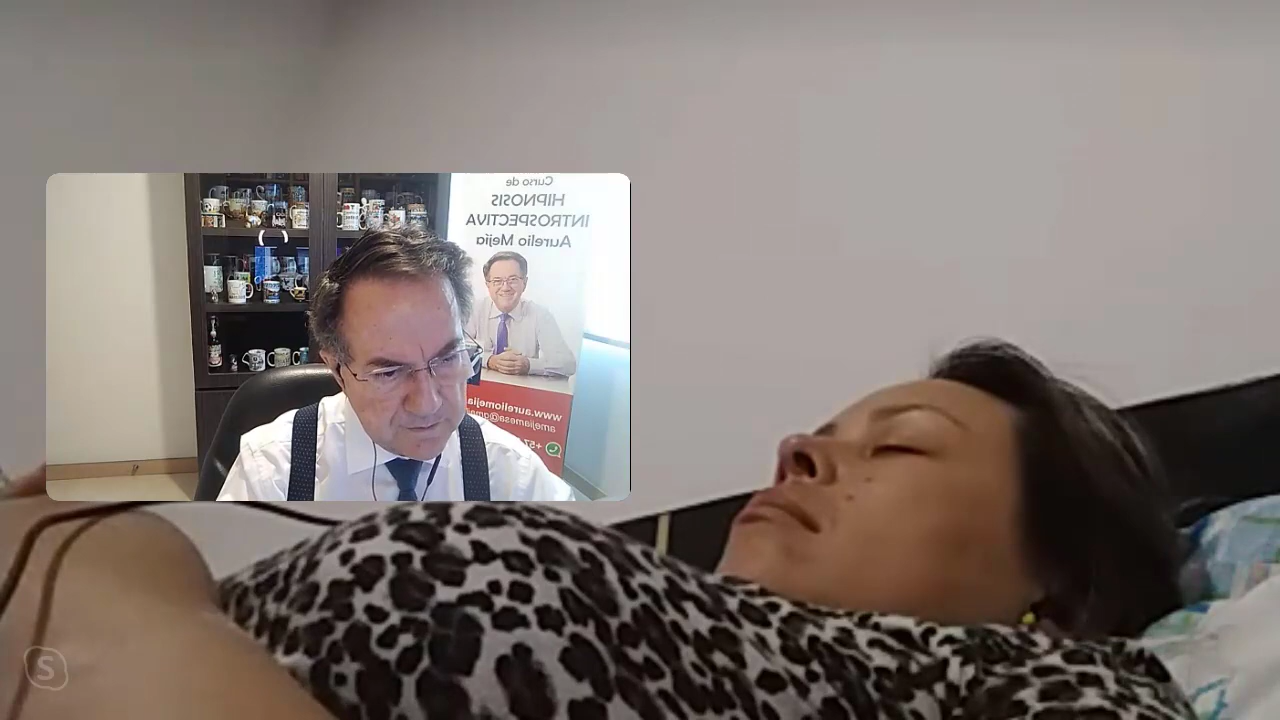 Curso de
HIPNOSIS
INTROSPECTIVA
Aurelio Mejía
S